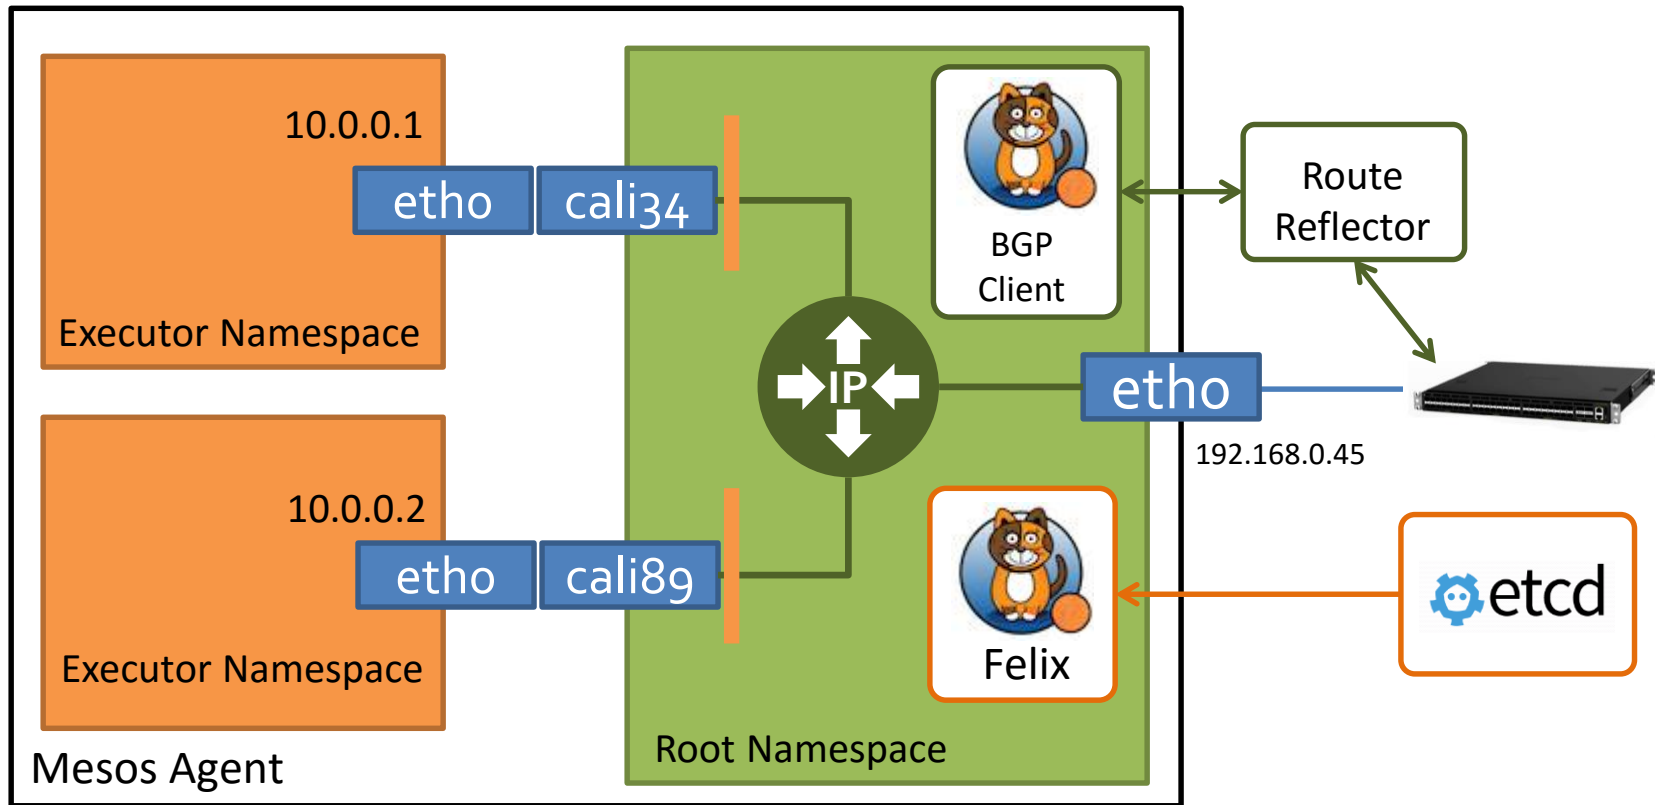 10.0.0.1
etho
cali34
Executor Namespace
10.0.0.2
etho
cali89
Executor Namespace
Mesos Agent
IP
BGP
Client
Felix
Root Namespace
etho
192.168.0.45
Route
Reflector
etcd